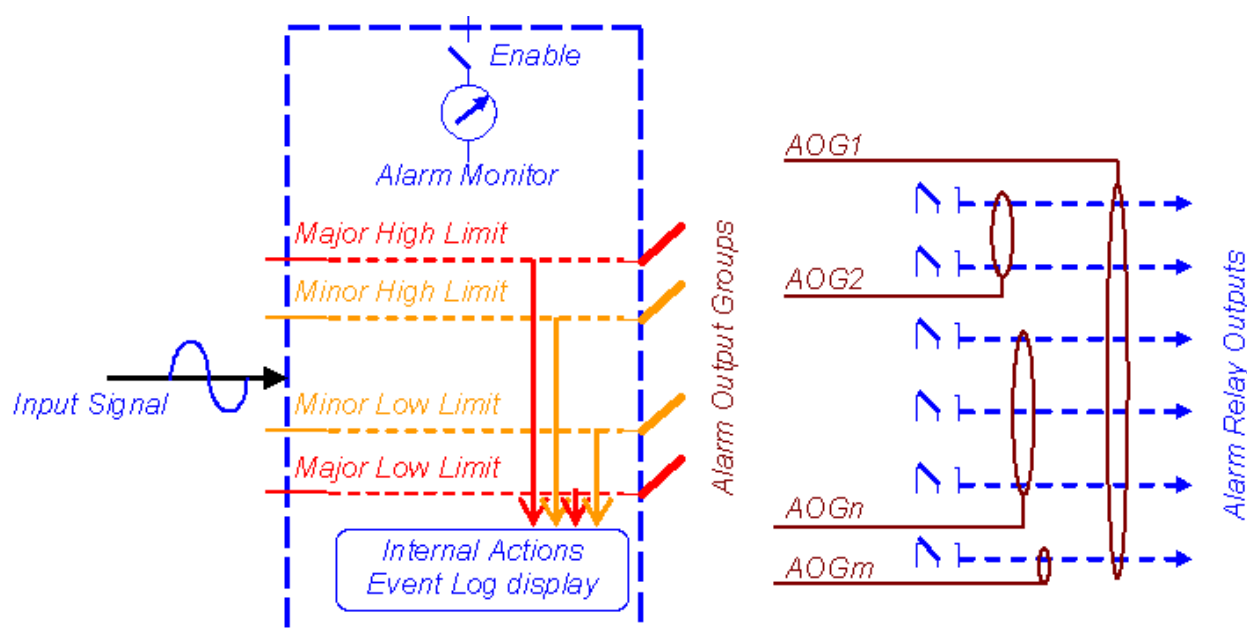 Enable
Alarm Monitor
Major High Limit
Minor High Limit
Input Signal
Minor Low Limit
Major Low Limit
Internal Actions
Event Log display
Alarm Output Groups
AOG1
AOG2
AOGn
AOGm
Alarm Relay Outputs